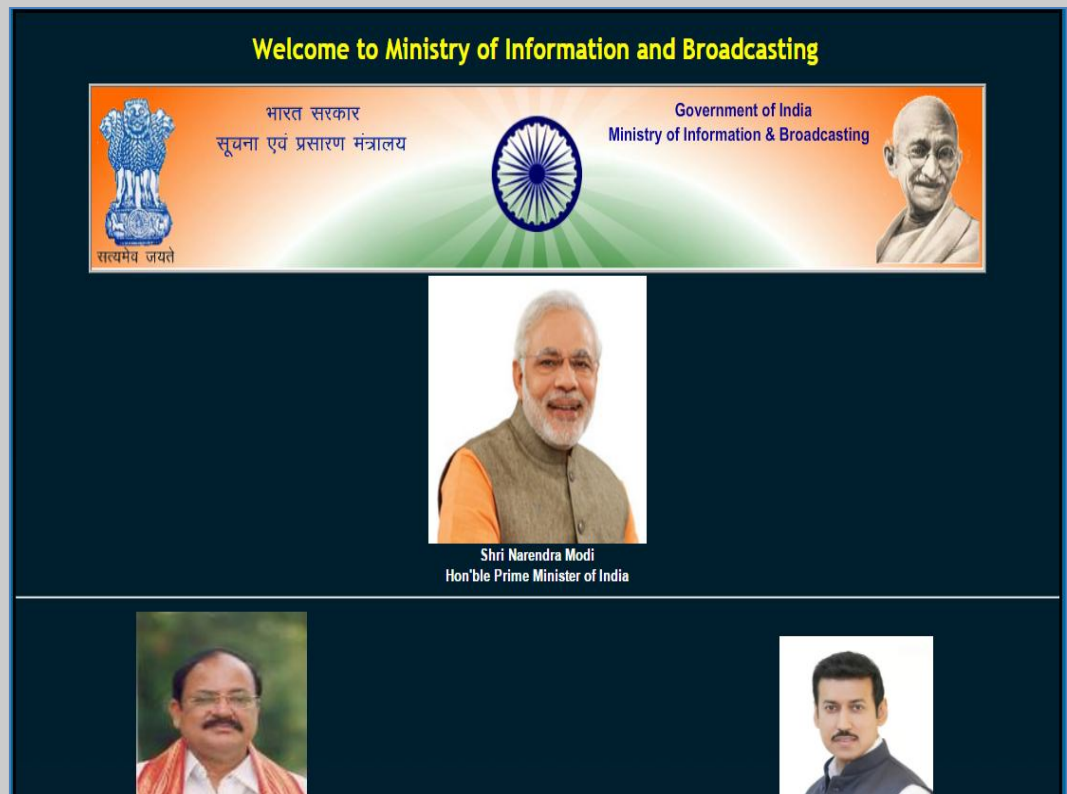 Welcome to Ministry of Information and Broadcasting
भारत सरकार
सूचना एवं प्रसारण मंत्रालय
Government of India
Ministry of Information & Broadcasting
सत्यमेव जयते
Shri Narendra Modi
Hon'ble Prime Minister of India